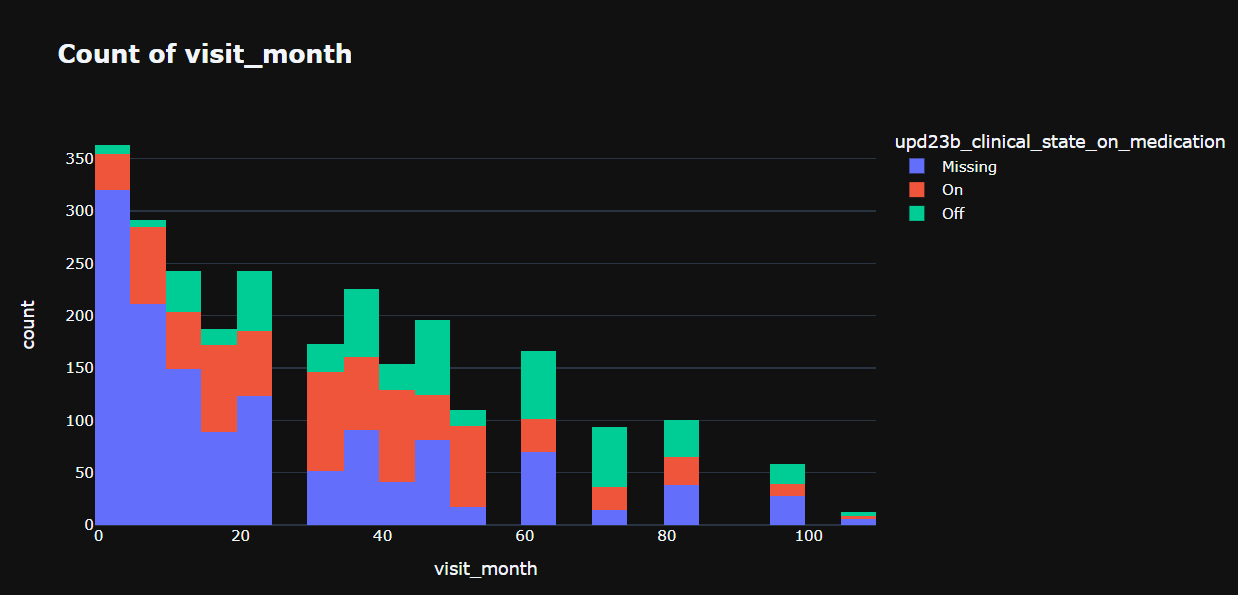 Count of visit_month
upd23b_clinical_state_on_medication
Missing
On
Off
350
300
250
200
150
100
50
0
count
0 20 40 60 80 100
visit_month